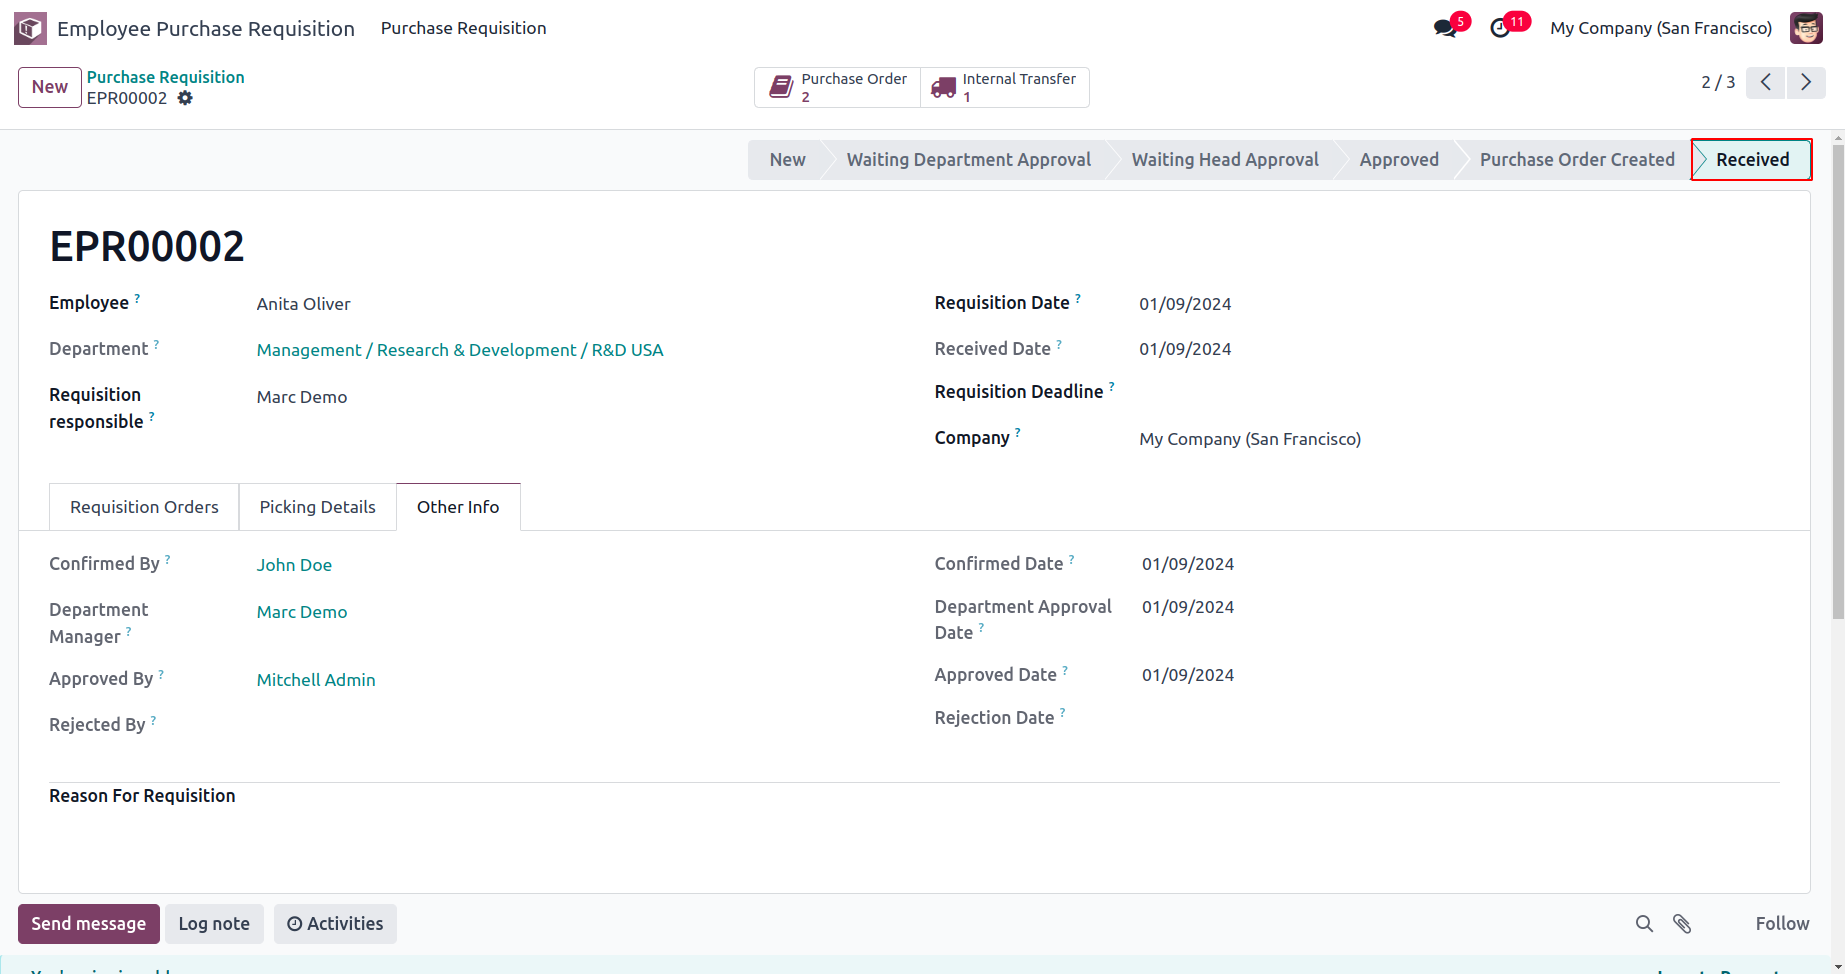 Employee Purchase Requisition
Purchase Requisition
5
11
My Company (San Francisco)
New
Purchase Requisition
EPR00002
Purchase Order
2
Internal Transfer
1
2 / 3
New
Waiting Department Approval
Waiting Head Approval
Approved
Purchase Order Created
Received
EPR00002
Employee ?
Anita Oliver
Requisition Date ?
01/09/2024
Department ?
Management / Research & Development / R&D USA
Received Date ?
01/09/2024
Requisition
responsible ?
Marc Demo
Requisition Deadline ?
Company ?
My Company (San Francisco)
Requisition Orders
Picking Details
Other Info
Confirmed By ?
John Doe
Confirmed Date ?
01/09/2024
Department
Manager ?
Marc Demo
Department Approval
Date ?
01/09/2024
Approved By ?
Mitchell Admin
Approved Date ?
01/09/2024
Rejected By ?
Rejection Date ?
Reason For Requisition
Send message
Log note
Activities
Follow